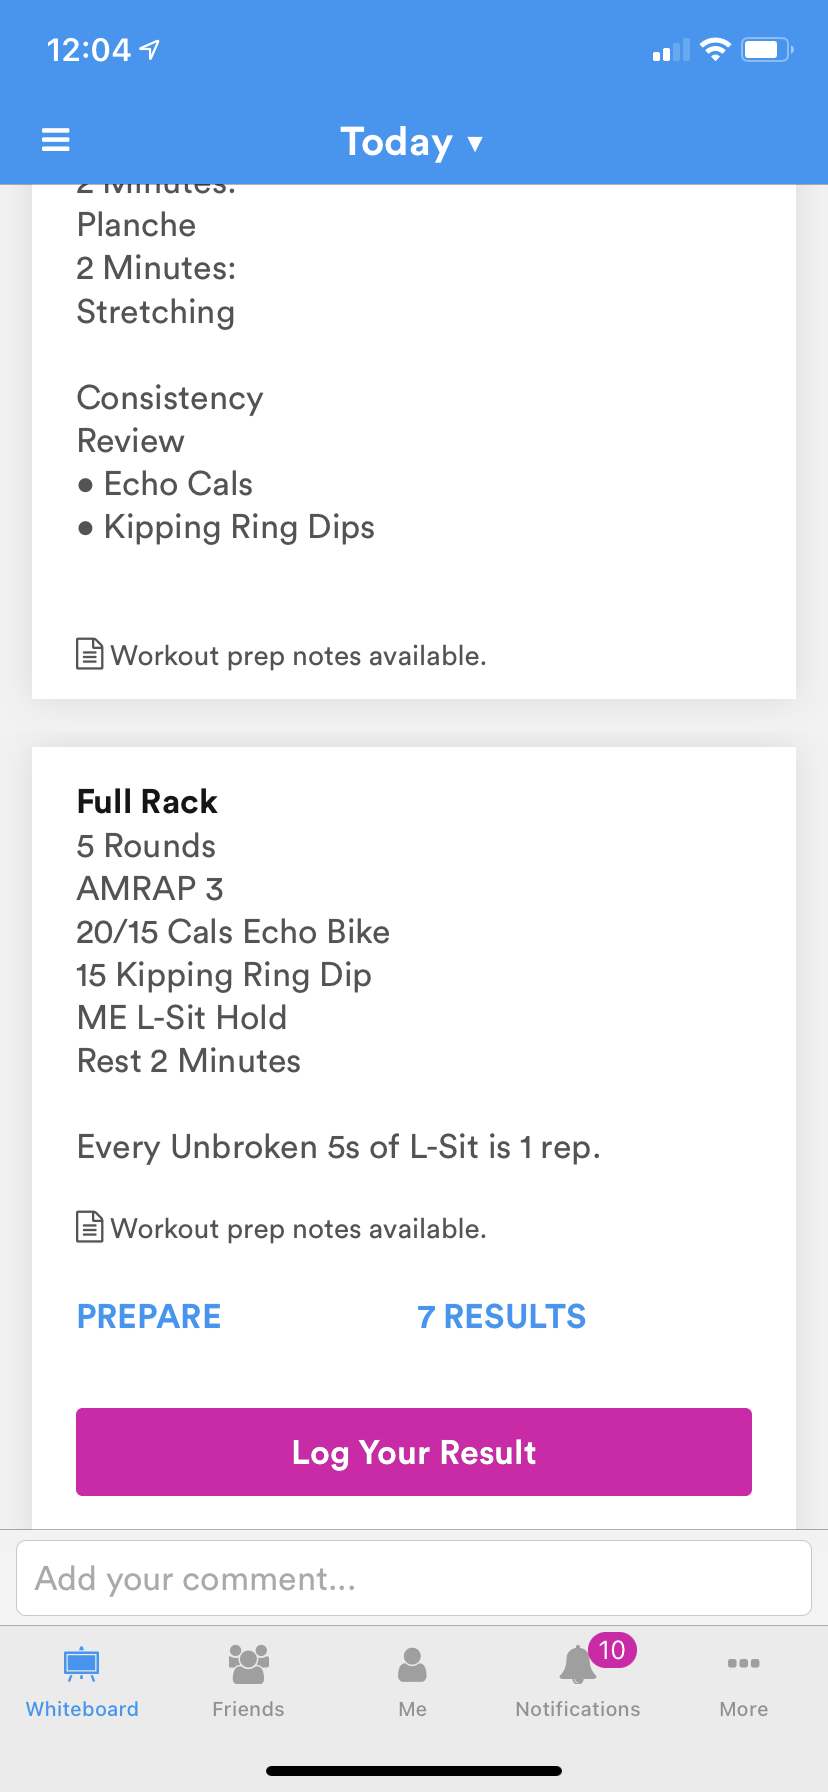 12:04
Today ▼
2 Minutes:
Planche
2 Minutes:
Stretching
Consistency
Review
● Echo Cals
● Kipping Ring Dips
Workout prep notes available.
Full Rack
5 Rounds
AMRAP 3
20/15 Cals Echo Bike
15 Kipping Ring Dip
ME L-Sit Hold
Rest 2 Minutes
Every Unbroken 5s of L-Sit is 1 rep.
Workout prep notes available.
PREPARE 7 RESULTS
Log Your Result
Add your comment...
10
Whiteboard Friends Me Notifications More